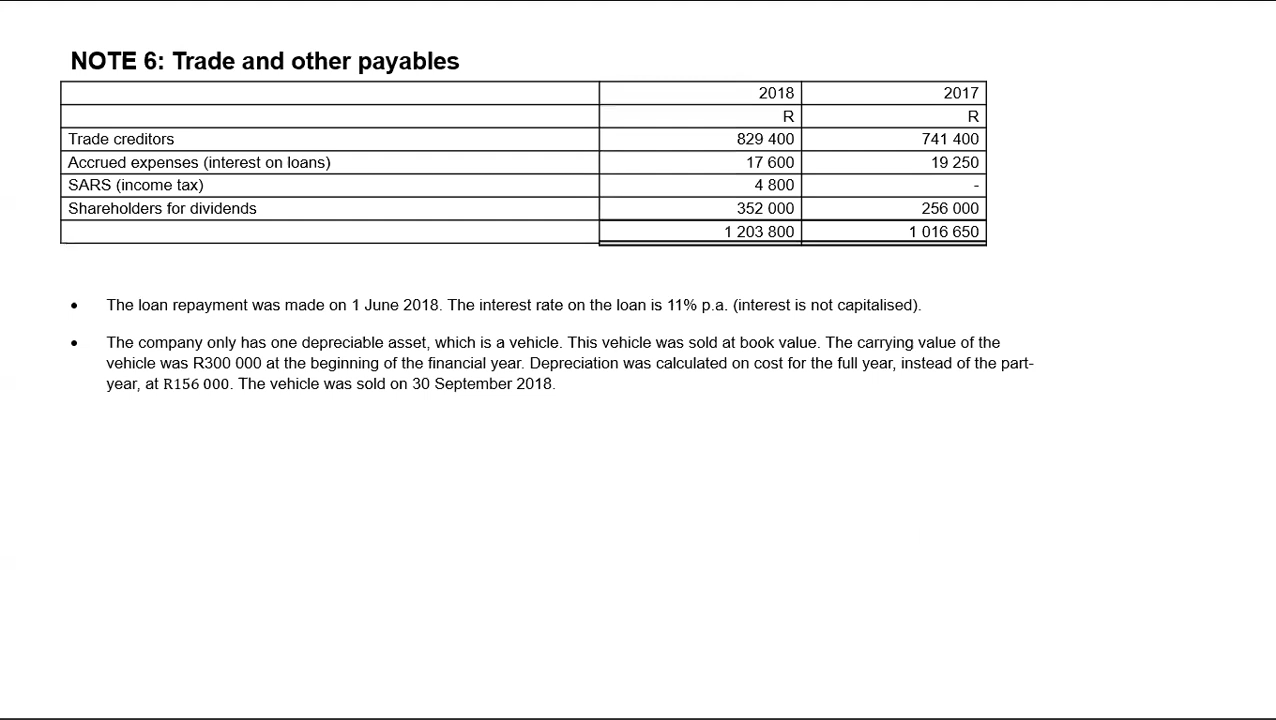 NOTE 6: Trade and other payables
2018 2017
R R
Trade creditors 829 400 741 400
Accrued expenses (interest on loans) 17 600 19 250
SARS (income tax) 4 800 -
Shareholders for dividends 352 000 256 000
1 203 800 1 016 650
• The loan repayment was made on 1 June 2018. The interest rate on the loan is 11% p.a. (interest is not capitalised).
• The company only has one depreciable asset, which is a vehicle. This vehicle was sold at book value. The carrying value of the
vehicle was R300 000 at the beginning of the financial year. Depreciation was calculated on cost for the full year, instead of the part-
year, at R156 000. The vehicle was sold on 30 September 2018.